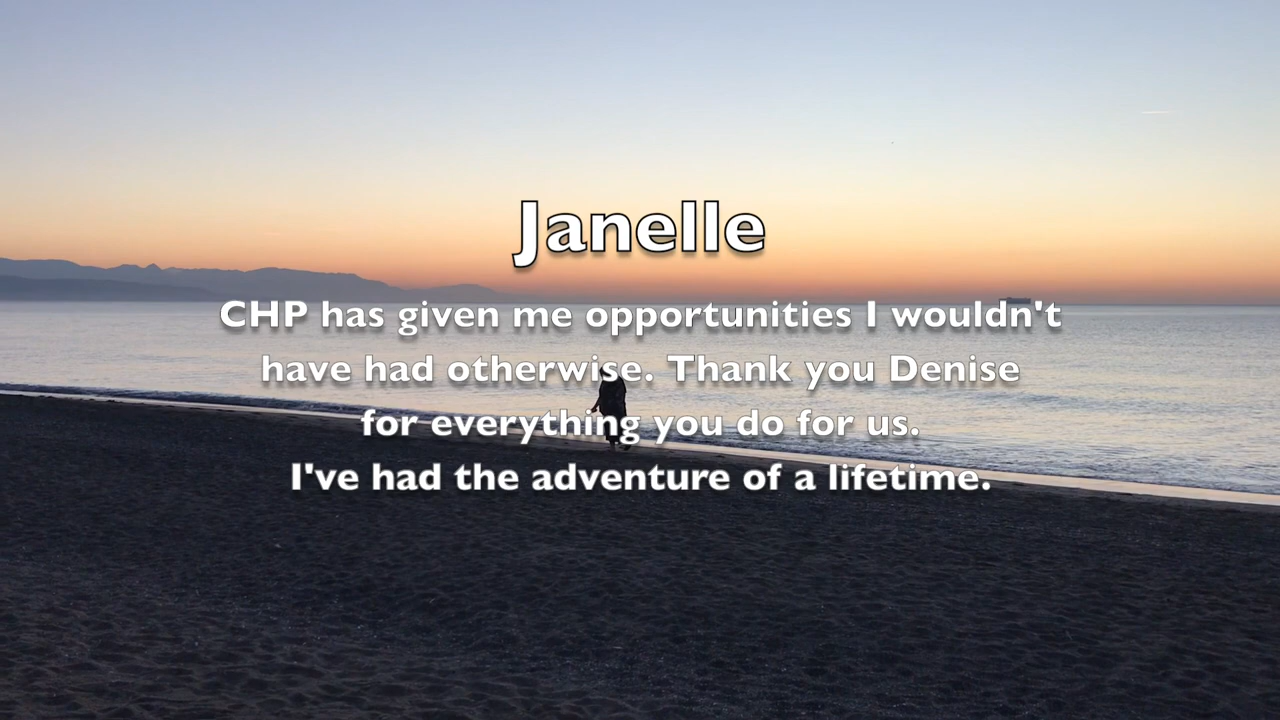 Janelle
CHP has given me opportunities I wouldn't
have had otherwise. Thank you Denise
for everything you do for us.
I've had the adventure of a lifetime.